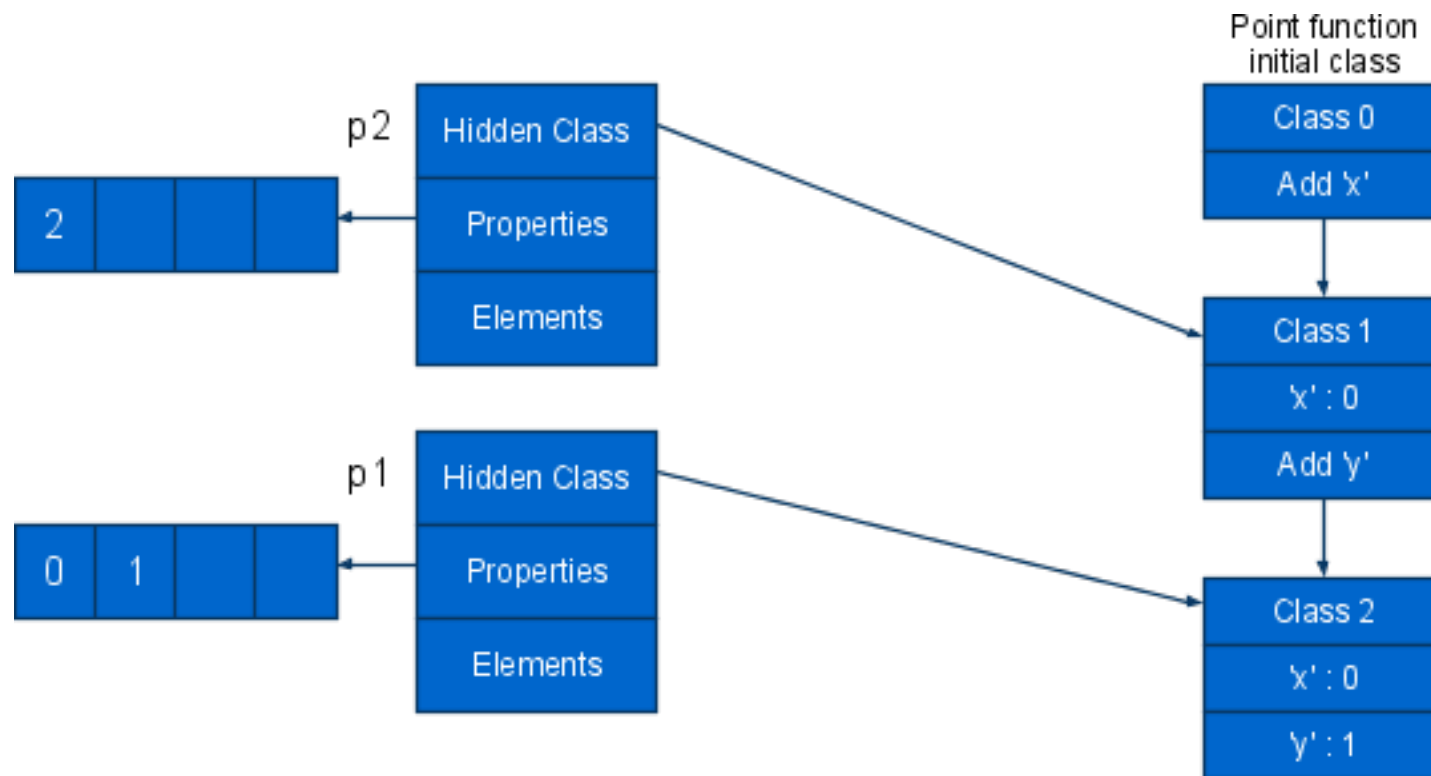 Point function
initial class
p2
Hidden Class
Properties
Elements
2
p1
Hidden Class
Properties
Elements
0 1
Class 0
Add 'x'
Class 1
'x' : 0
Add 'y'
Class 2
'x' : 0
'y' : 1